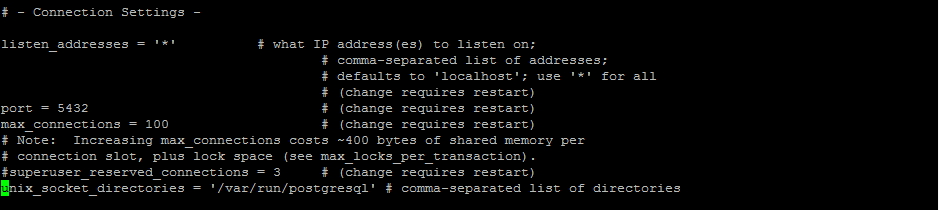 # - Connection Settings -
listen_addresses = '*'          # what IP address(es) to listen on;
                                        # comma-separated list of addresses;
                                        # defaults to 'localhost'; use '*' for all
                                        # (change requires restart)
port = 5432                             # (change requires restart)
max_connections = 100                   # (change requires restart)
# Note:  Increasing max_connections costs ~400 bytes of shared memory per
# connection slot, plus lock space (see max_locks_per_transaction).
#superuser_reserved_connections = 3     # (change requires restart)
unix_socket_directories = '/var/run/postgresql' # comma-separated list of directories